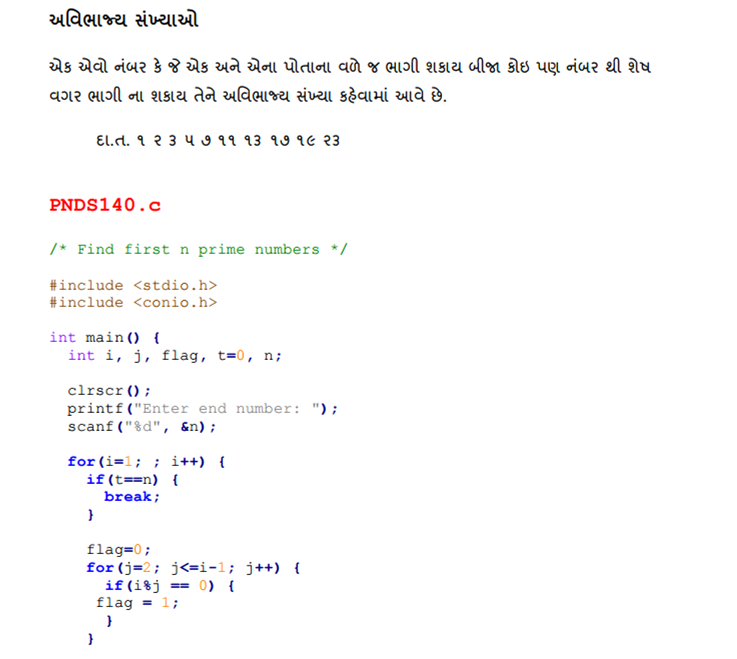 અવિભાજ્ય સંખ્યાઓ
એક એવો નંબર કે જે એક અને એના પોતાના વળે જ ભાગી શકાય બીજા કોઇ પણ નંબર થી શેષ
વગર ભાગી ના શકાય તેને અવિભાજ્ય સંખ્યા કહેવામાં આવે છે.
દા.ત. ૧ ૨ ૩ ૫ ૭ ૧૧ ૧૩ ૧૭ ૧૯ ૨૩
PNDS140.c
/* Find first n prime numbers */
#include <stdio.h>
#include <conio.h>
int main() {
int i, j, flag, t=0, n;
clrscr();
printf("Enter end number: ");
scanf("%d", &n);
for(i=1; ; i++) {
if(t==n) {
break;
}
flag=0;
for(j=2; j<=i-1; j++) {
if(i%j == 0) {
flag = 1;
}
}